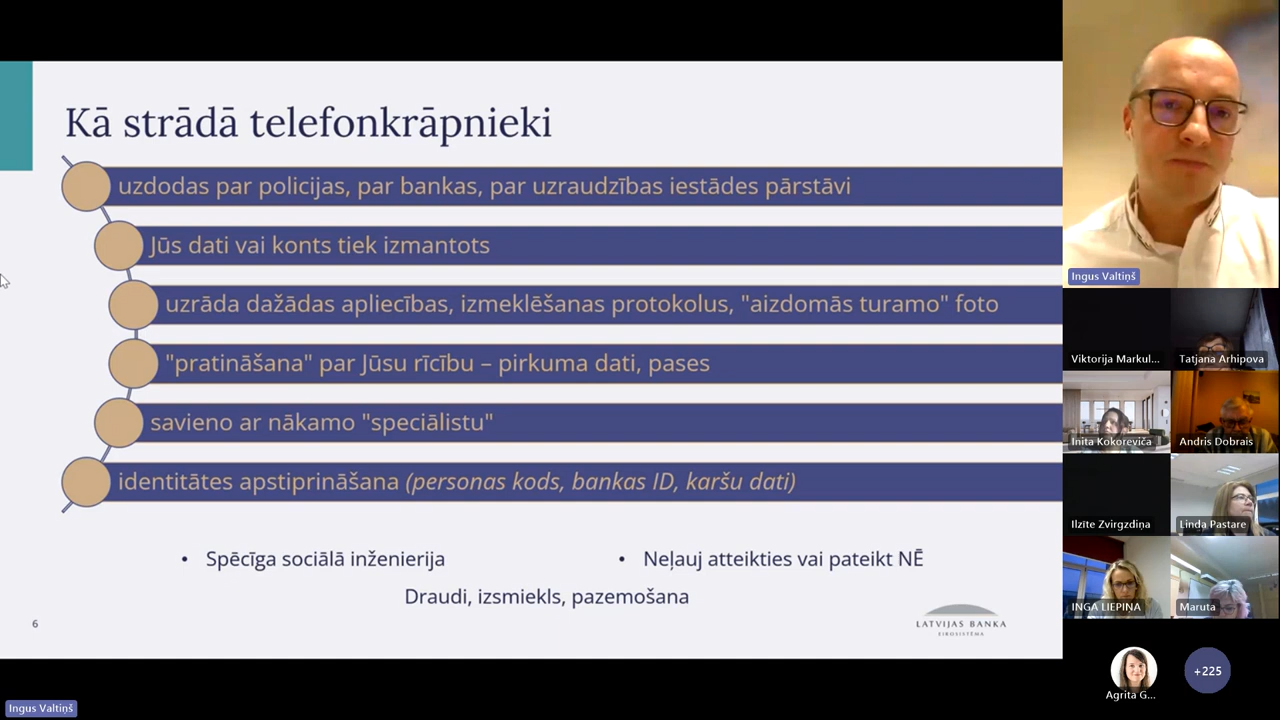 Kā strādā telefonkrāpnieki
uzdodas par policijas, par bankas, par uzraudzības iestādes pārstāvi
Jūs dati vai konts tiek izmantots
uzrāda dažādas apliecības, izmeklēšanas protokolus, "aizdomās turamo" foto
"pratināšana" par Jūsu rīcību – pirkuma dati, pases
savieno ar nākamo "speciālistu"
identitātes apstiprināšana (personas kods, bankas ID, karšu dati)
• Spēcīga sociālā inženierija
• Neļauj atteikties vai pateikt NĒ
Draudi, izsmiekls, pazemošana
6
LATVIJAS BANKA
EIROSISTĒMA
Ingus Valtiņš
Viktorija Markul...
Tatjana Arhipova
Inita Kokoreviča
Andris Dobrais
Ilzīte Zvirgzdiņa
Linda Pastare
INGA LIEPIŅA
Maruta
Agrita G...
+225
Ingus Valtiņš